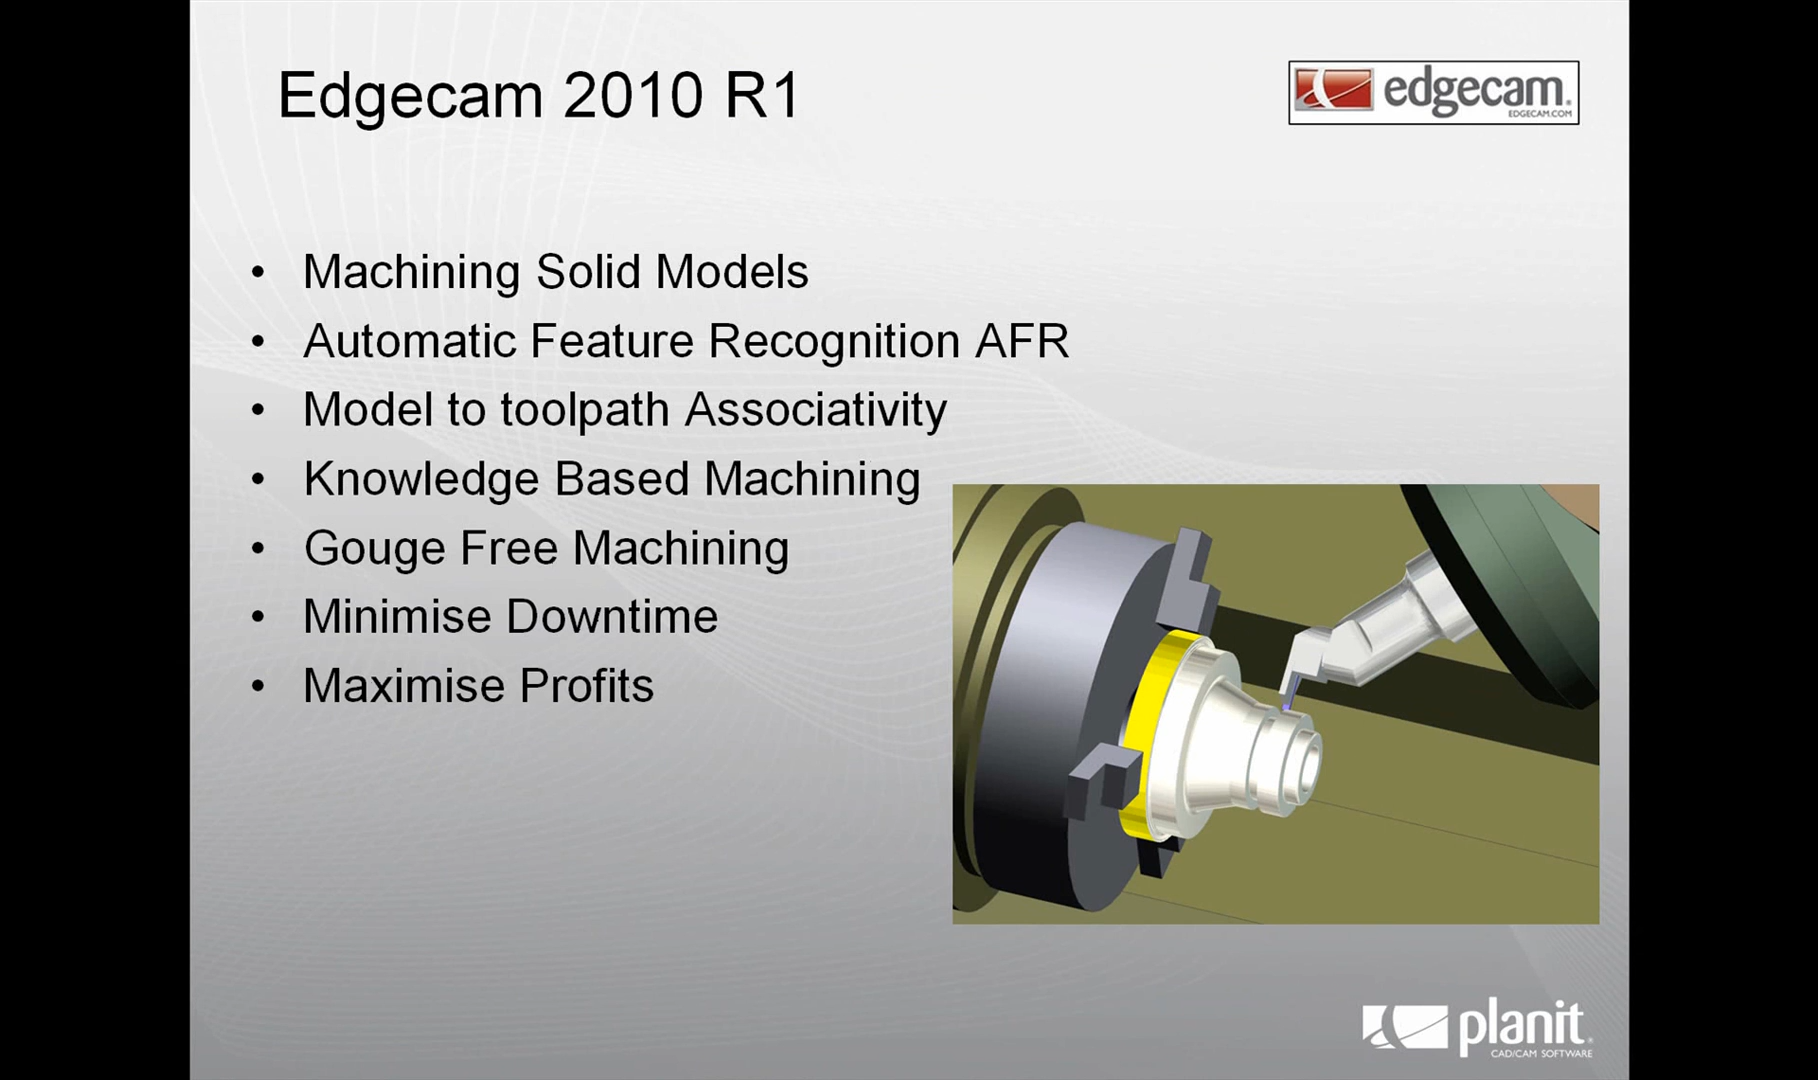 Edgecam 2010 R1
edgecam.
EDGECAM.COM
• Machining Solid Models
• Automatic Feature Recognition AFR
• Model to toolpath Associativity
• Knowledge Based Machining
• Gouge Free Machining
• Minimise Downtime
• Maximise Profits
planit
CAD/CAM SOFTWARE